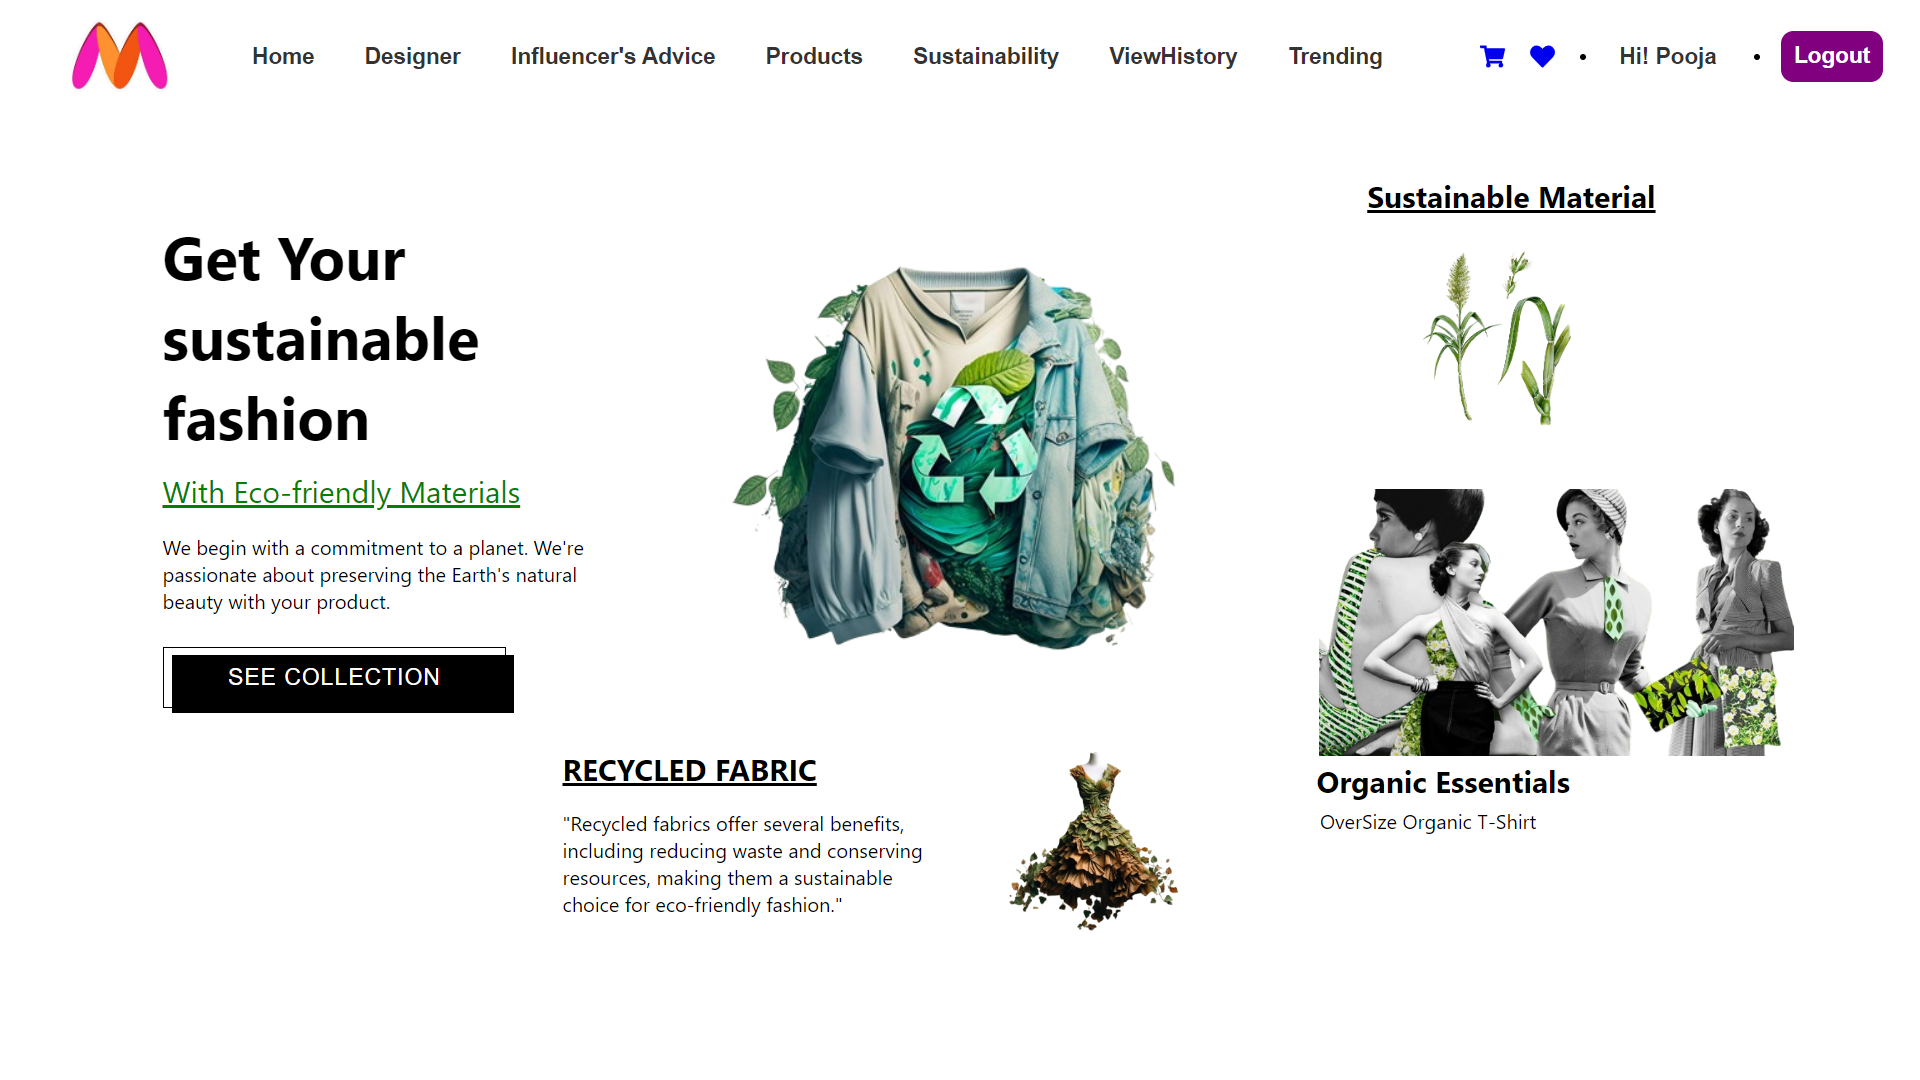 Home Designer Influencer's Advice Products Sustainability ViewHistory Trending • Hi! Pooja • Logout
Sustainable Material
Get Your
sustainable
fashion
With Eco-friendly Materials
We begin with a commitment to a planet. We're
passionate about preserving the Earth's natural
beauty with your product.
SEE COLLECTION
RECYCLED FABRIC
"Recycled fabrics offer several benefits,
including reducing waste and conserving
resources, making them a sustainable
choice for eco-friendly fashion."
Organic Essentials
OverSize Organic T-Shirt